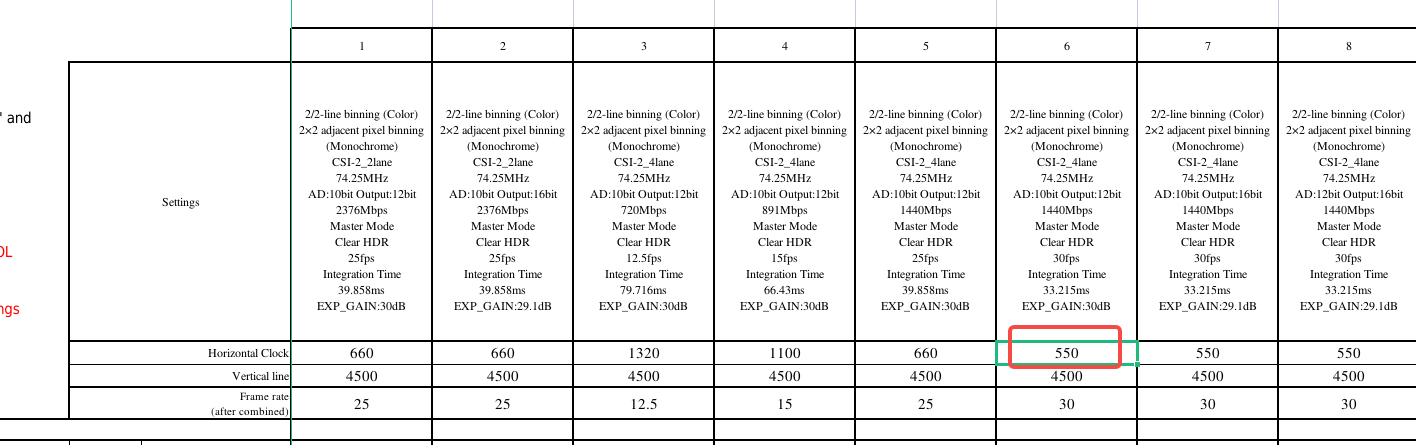 1 2 3 4 5 6 7 8
" and
2/2-line binning (Color) 2/2-line binning (Color) 2/2-line binning (Color) 2/2-line binning (Color) 2/2-line binning (Color) 2/2-line binning (Color) 2/2-line binning (Color) 2/2-line binning (Color)
2×2 adjacent pixel binning 2×2 adjacent pixel binning 2×2 adjacent pixel binning 2×2 adjacent pixel binning 2×2 adjacent pixel binning 2×2 adjacent pixel binning 2×2 adjacent pixel binning 2×2 adjacent pixel binning
(Monochrome) (Monochrome) (Monochrome) (Monochrome) (Monochrome) (Monochrome) (Monochrome) (Monochrome)
CSI-2_2lane CSI-2_2lane CSI-2_4lane CSI-2_4lane CSI-2_4lane CSI-2_4lane CSI-2_4lane CSI-2_4lane
74.25MHz 74.25MHz 74.25MHz 74.25MHz 74.25MHz 74.25MHz 74.25MHz 74.25MHz
AD:10bit Output:12bit AD:10bit Output:16bit AD:10bit Output:12bit AD:10bit Output:12bit AD:10bit Output:12bit AD:10bit Output:12bit AD:10bit Output:16bit AD:12bit Output:16bit
Settings 2376Mbps 2376Mbps 720Mbps 891Mbps 1440Mbps 1440Mbps 1440Mbps 1440Mbps
Master Mode Master Mode Master Mode Master Mode Master Mode Master Mode Master Mode Master Mode
Clear HDR Clear HDR Clear HDR Clear HDR Clear HDR Clear HDR Clear HDR Clear HDR
OL 25fps 25fps 12.5fps 15fps 25fps 30fps 30fps 30fps
Integration Time Integration Time Integration Time Integration Time Integration Time Integration Time Integration Time Integration Time
39.858ms 39.858ms 79.716ms 66.43ms 39.858ms 33.215ms 33.215ms 33.215ms
ngs EXP_GAIN:30dB EXP_GAIN:29.1dB EXP_GAIN:30dB EXP_GAIN:30dB EXP_GAIN:30dB EXP_GAIN:30dB EXP_GAIN:29.1dB EXP_GAIN:29.1dB
Horizontal Clock 660 660 1320 1100 660 550 550 550
Vertical line 4500 4500 4500 4500 4500 4500 4500 4500
Frame rate
(after combined) 25 25 12.5 15 25 30 30 30